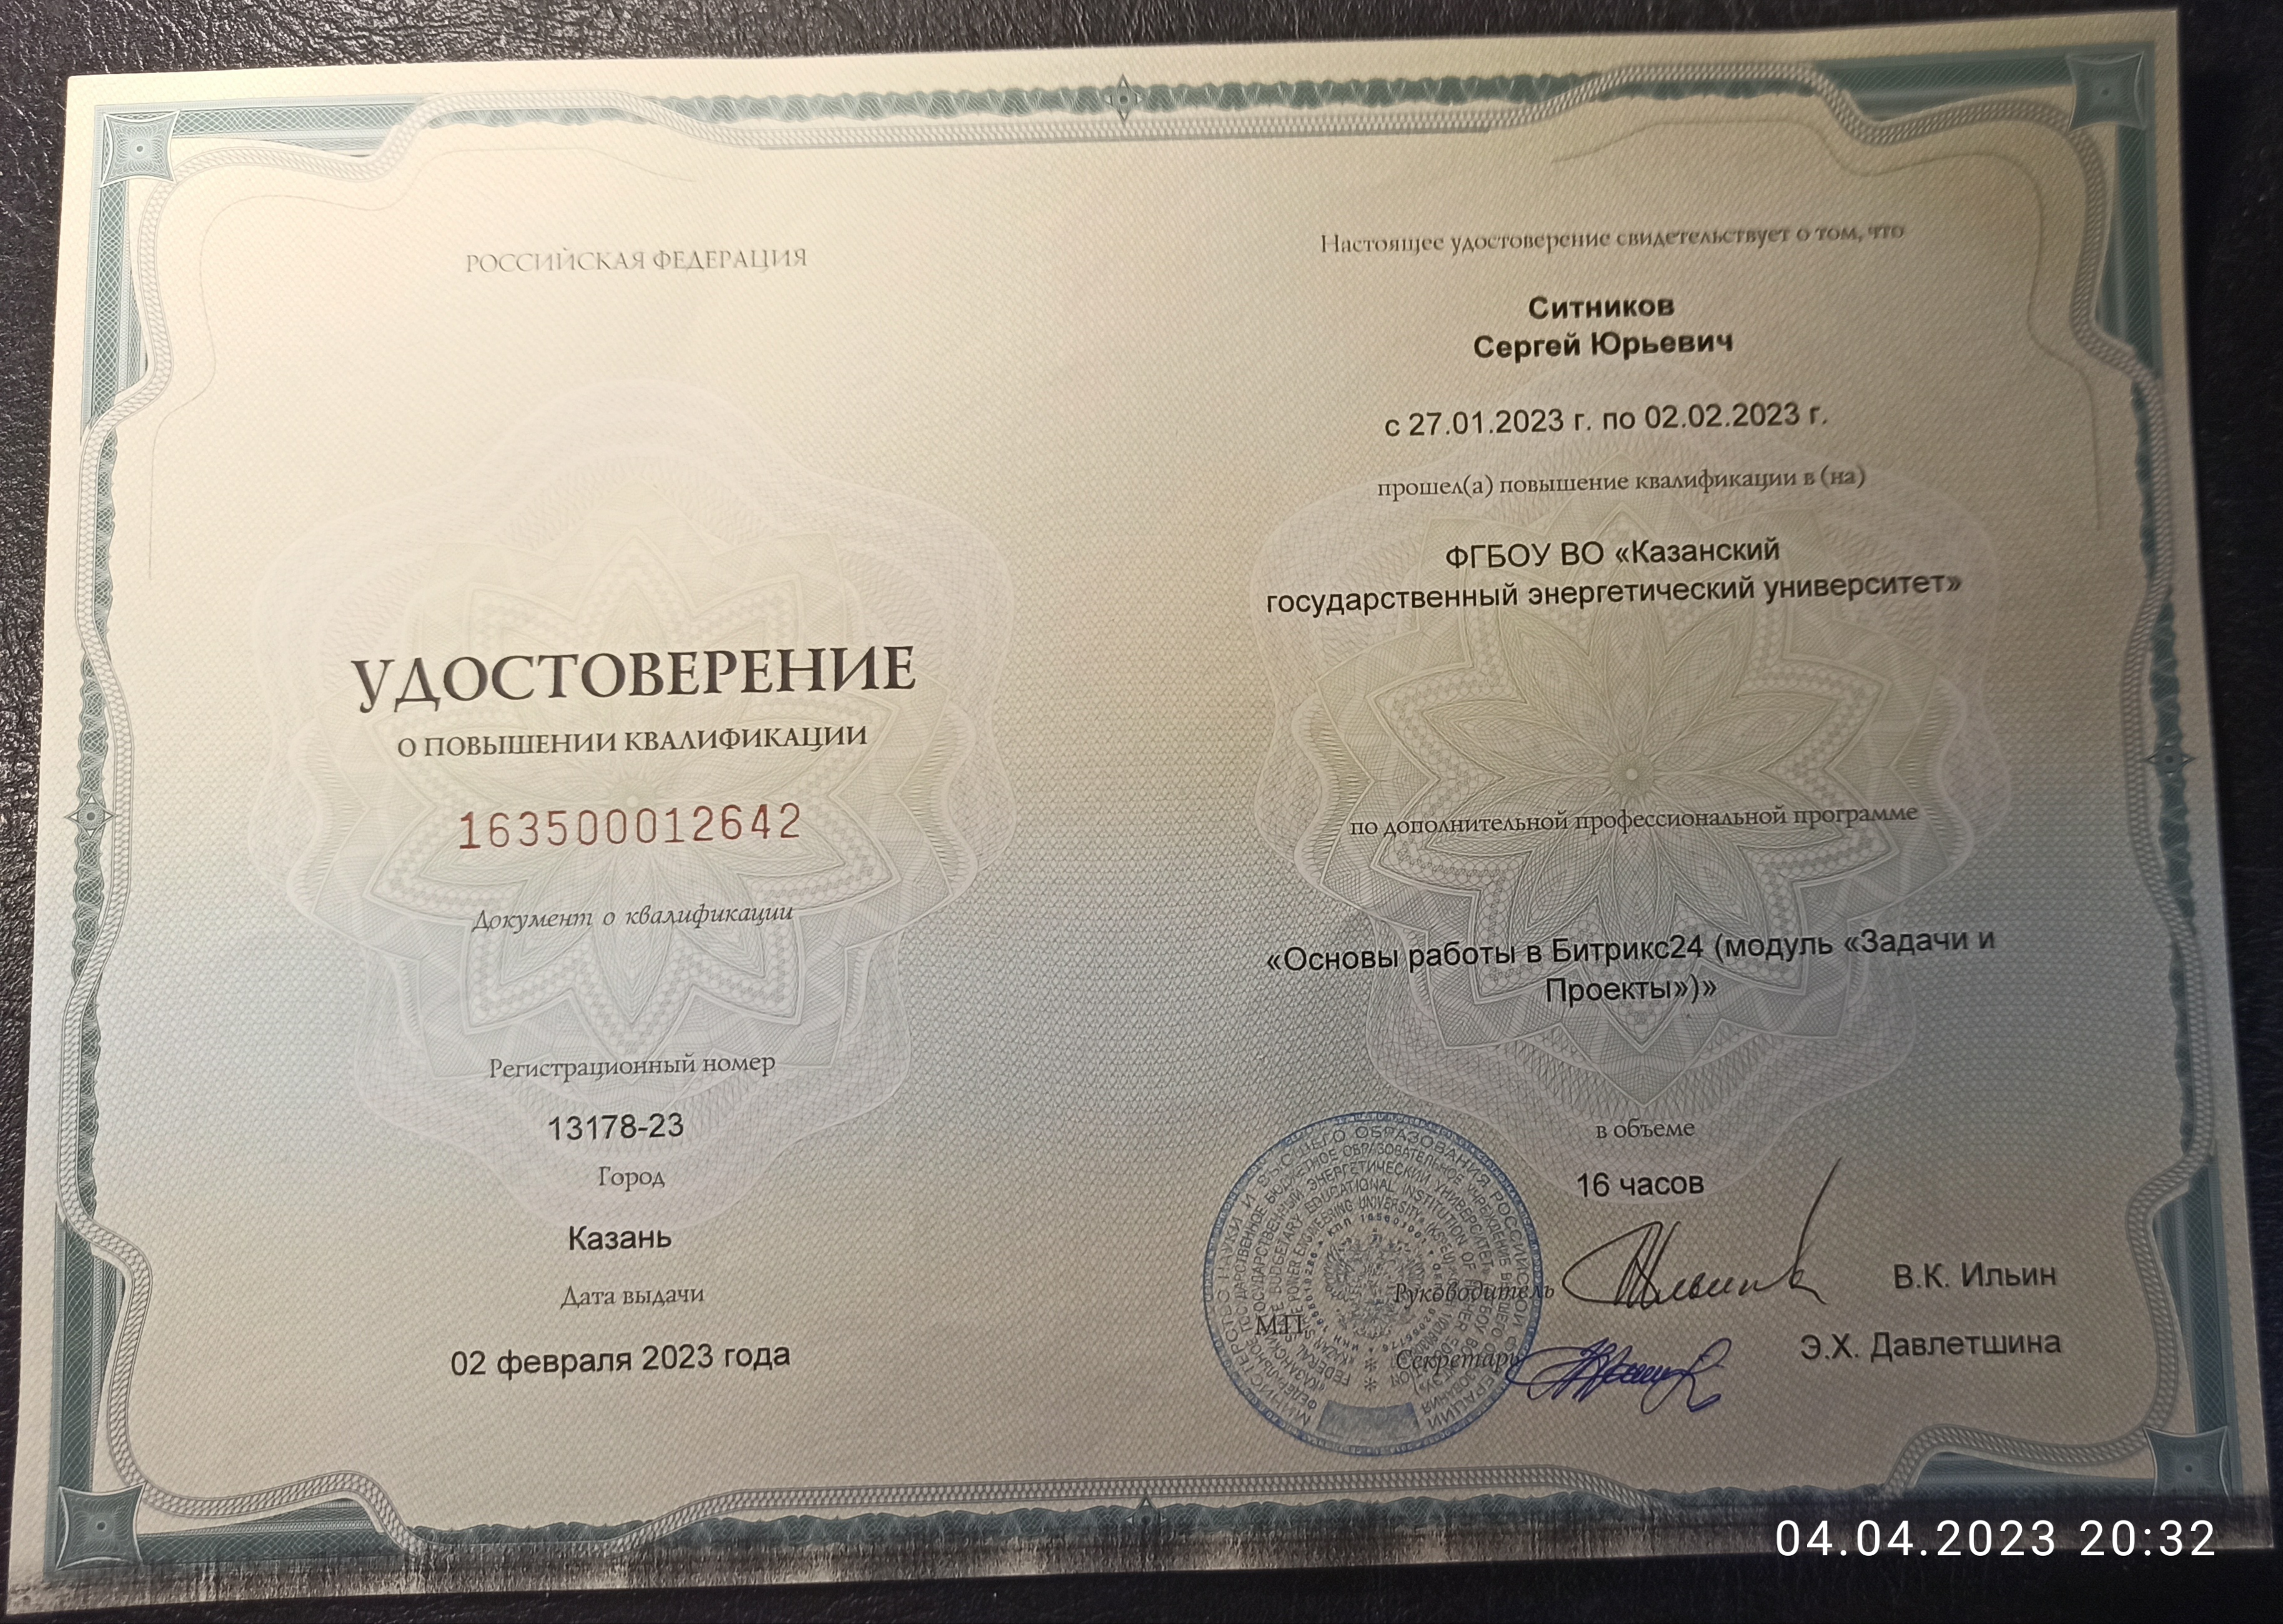 РОССИЙСКАЯ ФЕДЕРАЦИЯ
УДОСТОВЕРЕНИЕ
О ПОВЫШЕНИИ КВАЛИФИКАЦИИ
163500012642
Документ о квалификации
Регистрационный номер
13178-23
Город
Казань
Дата выдачи
02 февраля 2023 года
Настоящее удостоверение свидетельствует о том, что
Ситников
Сергей Юрьевич
с 27.01.2023 г. по 02.02.2023 г.
прошел(а) повышение квалификации в (на)
ФГБОУ ВО «Казанский
государственный энергетический университет»
по дополнительной профессиональной программе
«Основы работы в Битрикс24 (модуль «Задачи и
Проекты»)»
в объеме
16 часов
Руководитель
В.К. Ильин
М.П.
Секретарь
Э.Х. Давлетшина
04.04.2023 20:32